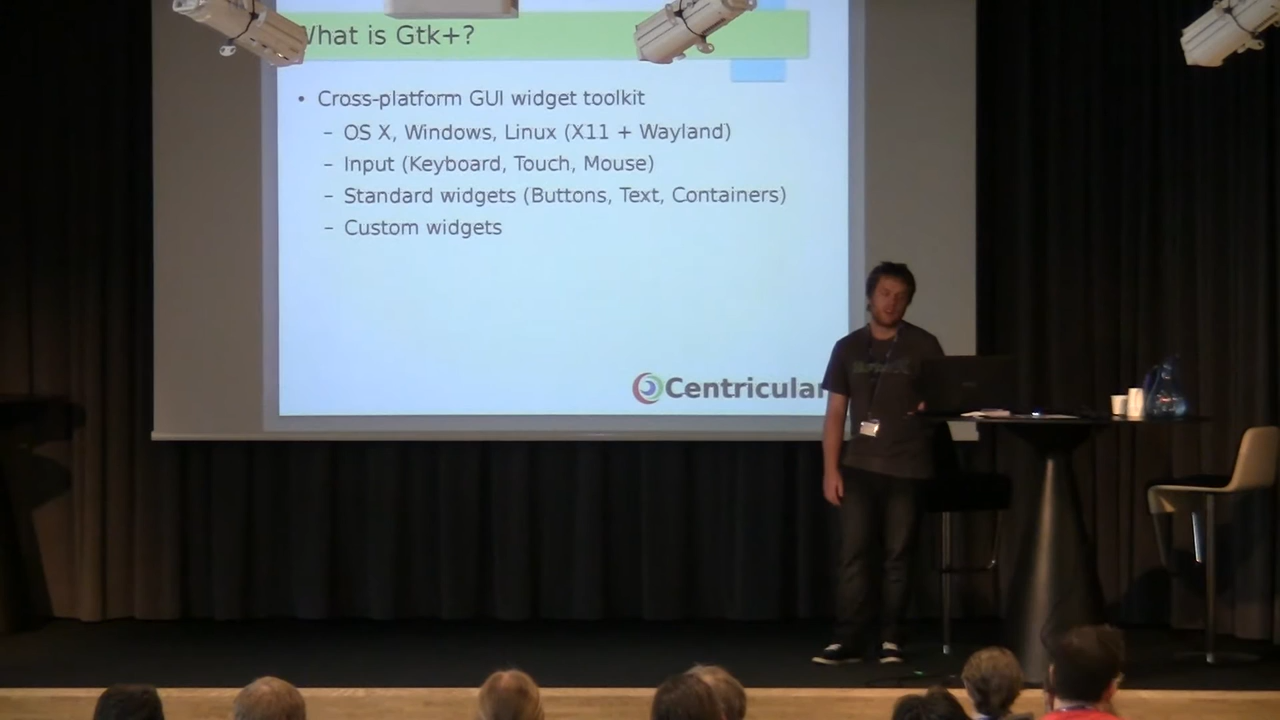 What is Gtk+?
• Cross-platform GUI widget toolkit
– OS X, Windows, Linux (X11 + Wayland)
– Input (Keyboard, Touch, Mouse)
– Standard widgets (Buttons, Text, Containers)
– Custom widgets
Centricular